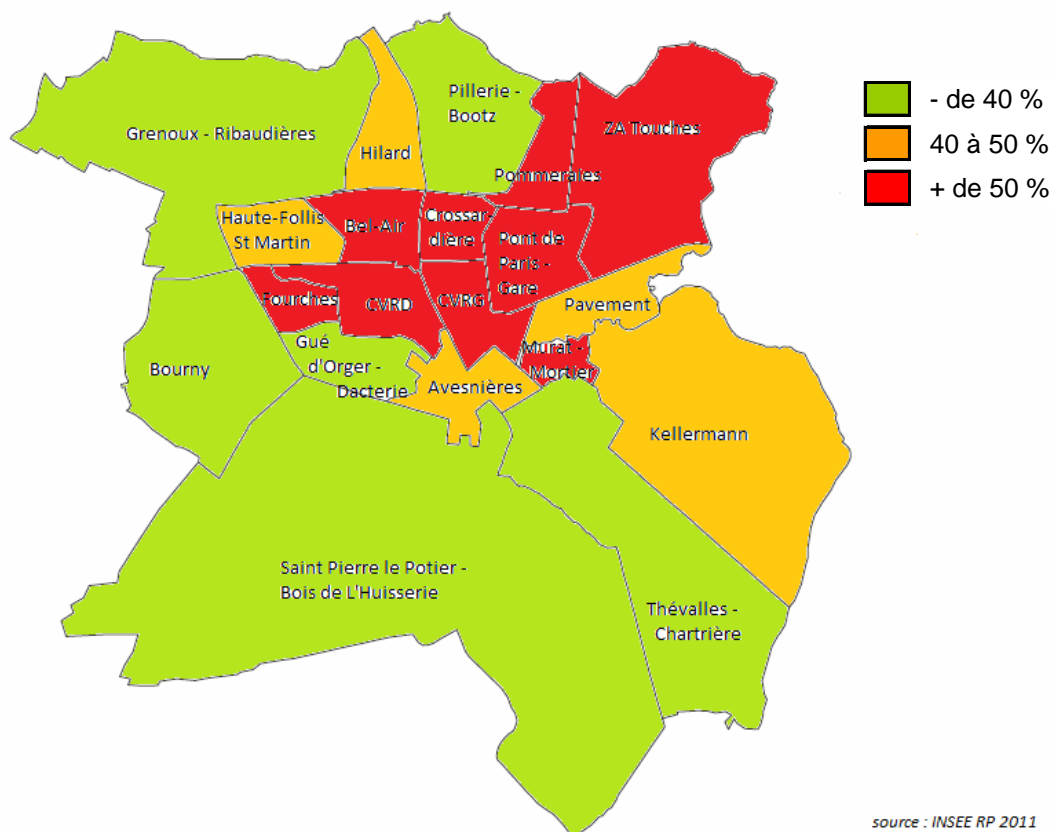 Pillerie -
Bootz
ZA Touches
Grenoux - Ribaudières
Hilard
Pommeraies
Haute-Follis
St Martin
Bel-Air
Crossar
dière
Pont de
Paris -
Gare
Fourches
CVRD
CVRG
Pavement
Gué
d'Orger -
Dacterie
Murat -
Mortier
Bourny
Avesnières
Kellermann
Saint Pierre le Potier -
Bois de L'Huisserie
Thévalles -
Chartrière
- de 40 %
40 à 50 %
+ de 50 %
source : INSEE RP 2011